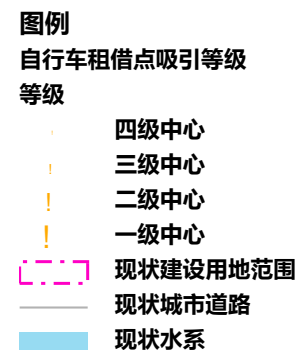 图例
自行车租借点吸引等级
等级
四级中心
三级中心
二级中心
一级中心
现状建设用地范围
现状城市道路
现状水系